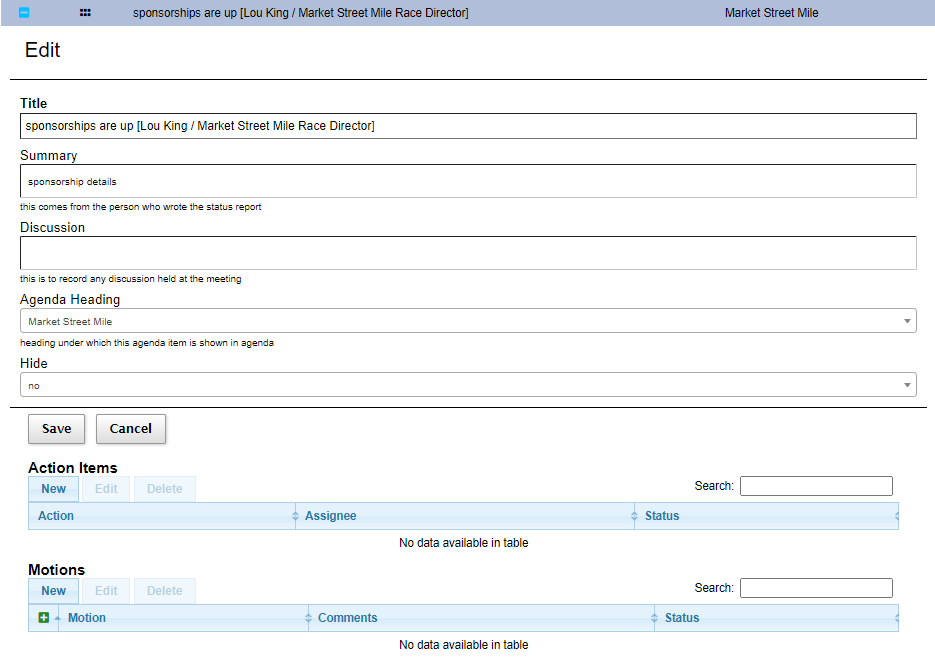 sponsorships are up [Lou King / Market Street Mile Race Director] Market Street Mile
Edit
Title
sponsorships are up [Lou King / Market Street Mile Race Director]
Summary
sponsorship details
this comes from the person who wrote the status report
Discussion
this is to record any discussion held at the meeting
Agenda Heading
Market Street Mile
heading under which this agenda item is shown in agenda
Hide
no
Save Cancel
Action Items
New Edit Delete Search:
Action Assignee Status
No data available in table
Motions
New Edit Delete Search:
Motion Comments Status
No data available in table